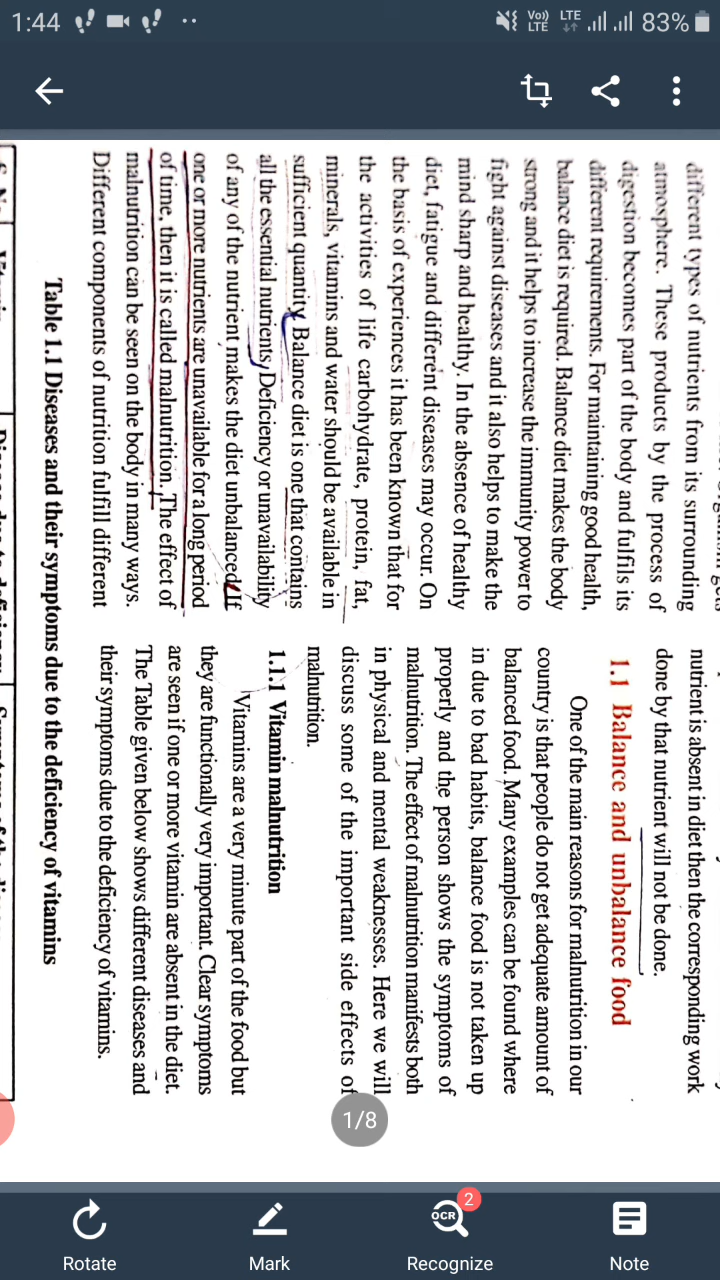 1:44
Vo)) LTE
LTE
83%
different types of nutrients from its surrounding
atmosphere. These products by the process of
digestion becomes part of the body and fulfils its
different requirements. For maintaining good health,
balance diet is required. Balance diet makes the body
strong and it helps to increase the immunity power to
fight against diseases and it also helps to make the
mind sharp and healthy. In the absence of healthy
diet, fatigue and different diseases may occur. On
the basis of experiences it has been known that for
the activities of life carbohydrate, protein, fat,
minerals, vitamins and water should be available in
sufficient quantity. Balance diet is one that contains
all the essential nutrients. Deficiency or unavailability
of any of the nutrient makes the diet unbalanced. If
one or more nutrients are unavailable for a long period
of time, then it is called malnutrition. The effect of
malnutrition can be seen on the body in many ways.
Different components of nutrition fulfill different
nutrient is absent in diet then the corresponding work
done by that nutrient will not be done.
1.1 Balance and unbalance food
One of the main reasons for malnutrition in our
country is that people do not get adequate amount of
balanced food. Many examples can be found where
in due to bad habits, balance food is not taken up
properly and the person shows the symptoms of
malnutrition. The effect of malnutrition manifests both
in physical and mental weaknesses. Here we will
discuss some of the important side effects of
malnutrition.
1.1.1 Vitamin malnutrition
Vitamins are a very minute part of the food but
they are functionally very important. Clear symptoms
are seen if one or more vitamin are absent in the diet.
The Table given below shows different diseases and
their symptoms due to the deficiency of vitamins.
Table 1.1 Diseases and their symptoms due to the deficiency of vitamins
1/8
OCR
2
Rotate
Mark
Recognize
Note